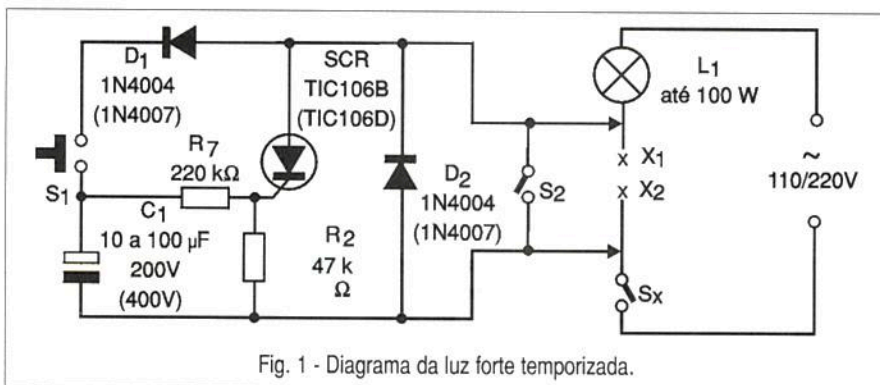 D1
1N4004
(1N4007)
SCR
TIC106B
(TIC106D)
L1
até 100 W
R7
220 kΩ
S1
C1
10 a 100 µF
200V
(400V)
R2
47 k
Ω
D2
1N4004
(1N4007)
S2
x X1
x X2
~
110/220V
Sx
Fig. 1 - Diagrama da luz forte temporizada.